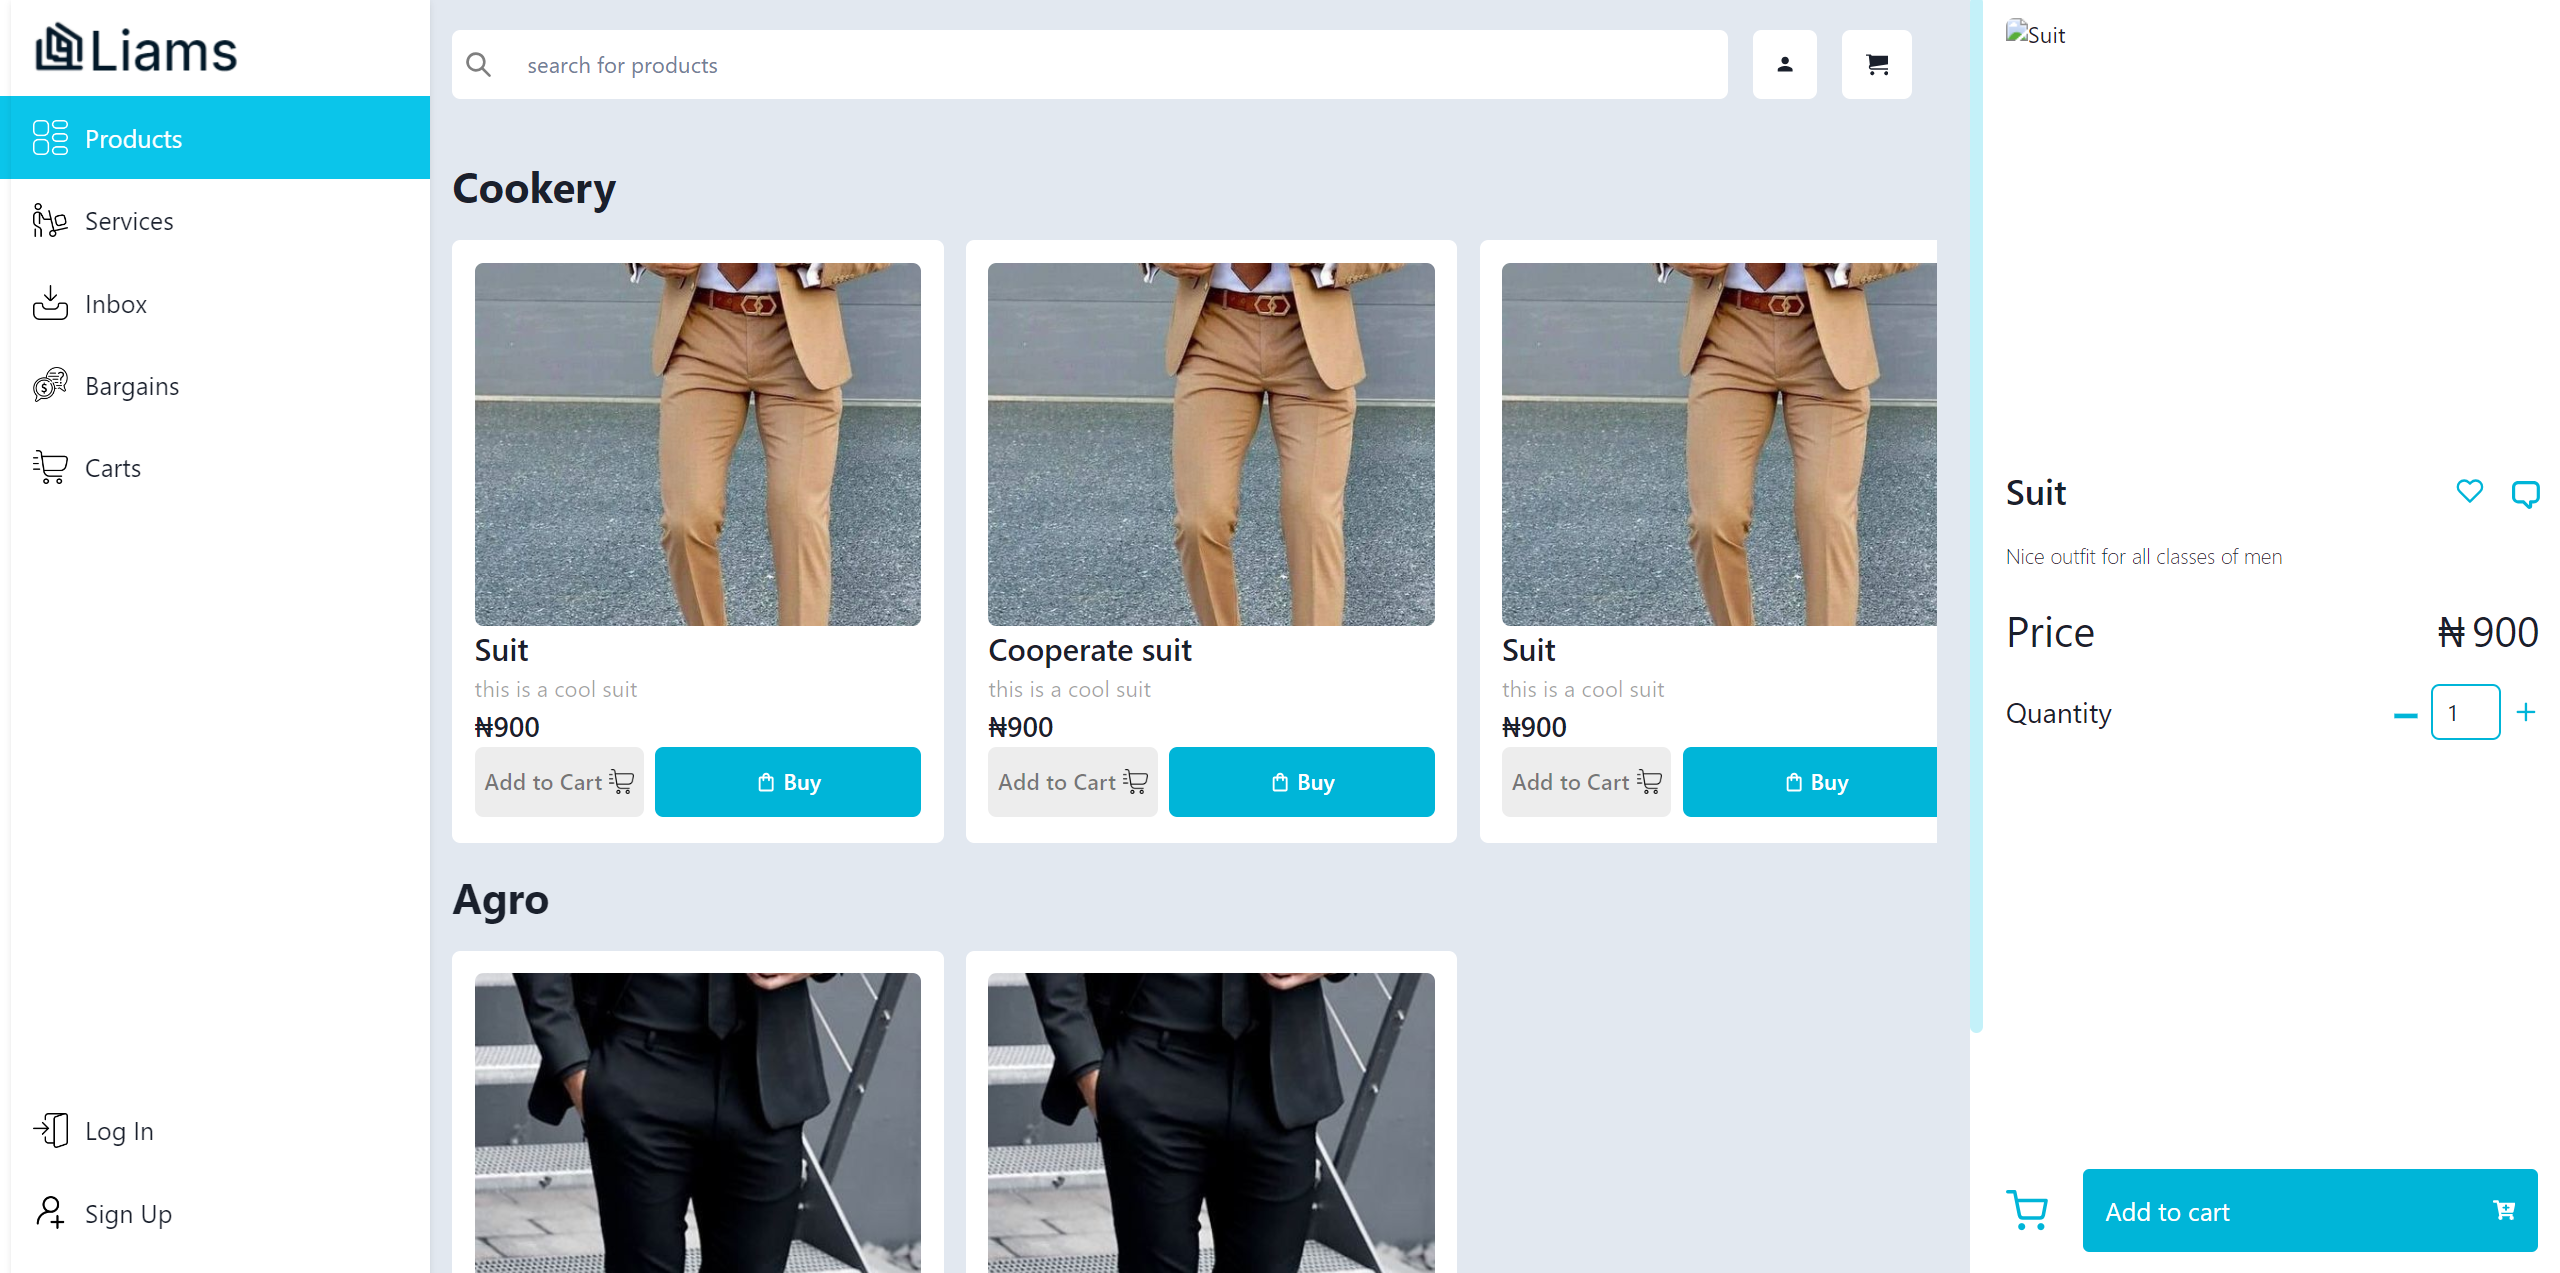 Liams
Products
Services
Inbox
Bargains
Carts
Log In
Sign Up
search for products
Cookery
Suit
this is a cool suit
₦900
Add to Cart
Buy
Cooperate suit
this is a cool suit
₦900
Add to Cart
Buy
Suit
this is a cool suit
₦900
Add to Cart
Buy
Agro
Suit
Suit
Nice outfit for all classes of men
Price ₦ 900
Quantity 1
Add to cart